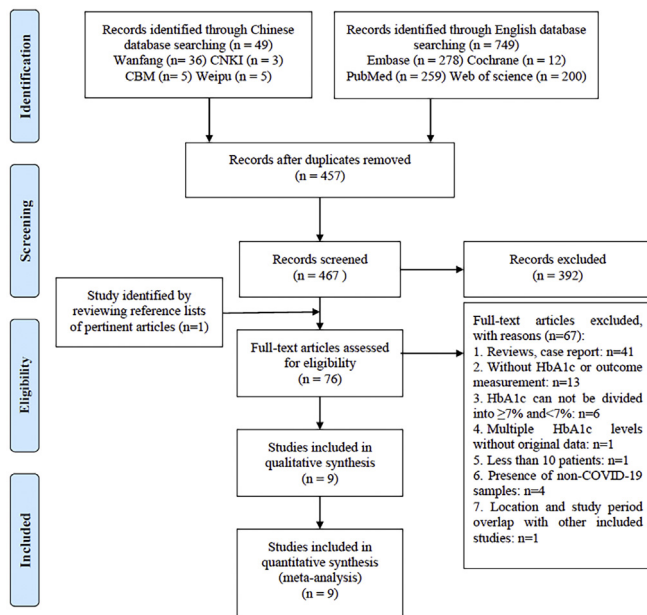 Identification
Records identified through Chinese
database searching (n = 49)
Wanfang (n= 36) CNKI (n = 3)
CBM (n= 5) Weipu (n = 5)
Records identified through English database
searching (n = 749)
Embase (n = 278) Cochrane (n = 12)
PubMed (n = 259) Web of science (n = 200)
Records after duplicates removed
(n = 457)
Screening
Records screened
(n = 467 )
Records excluded
(n = 392)
Study identified by
reviewing reference lists
of pertinent articles (n=1)
Eligibility
Full-text articles assessed
for eligibility
(n = 76)
Full-text articles excluded,
with reasons (n=67):
1. Reviews, case report: n=41
2. Without HbA1c or outcome
measurement: n=13
3. HbA1c can not be divided
into ≥7% and<7%: n=6
4. Multiple HbA1c levels
without original data: n=1
5. Less than 10 patients: n=1
6. Presence of non-COVID-19
samples: n=4
7. Location and study period
overlap with other included
studies: n=1
Studies included in
qualitative synthesis
(n = 9)
Included
Studies included in
quantitative synthesis
(meta-analysis)
(n = 9)